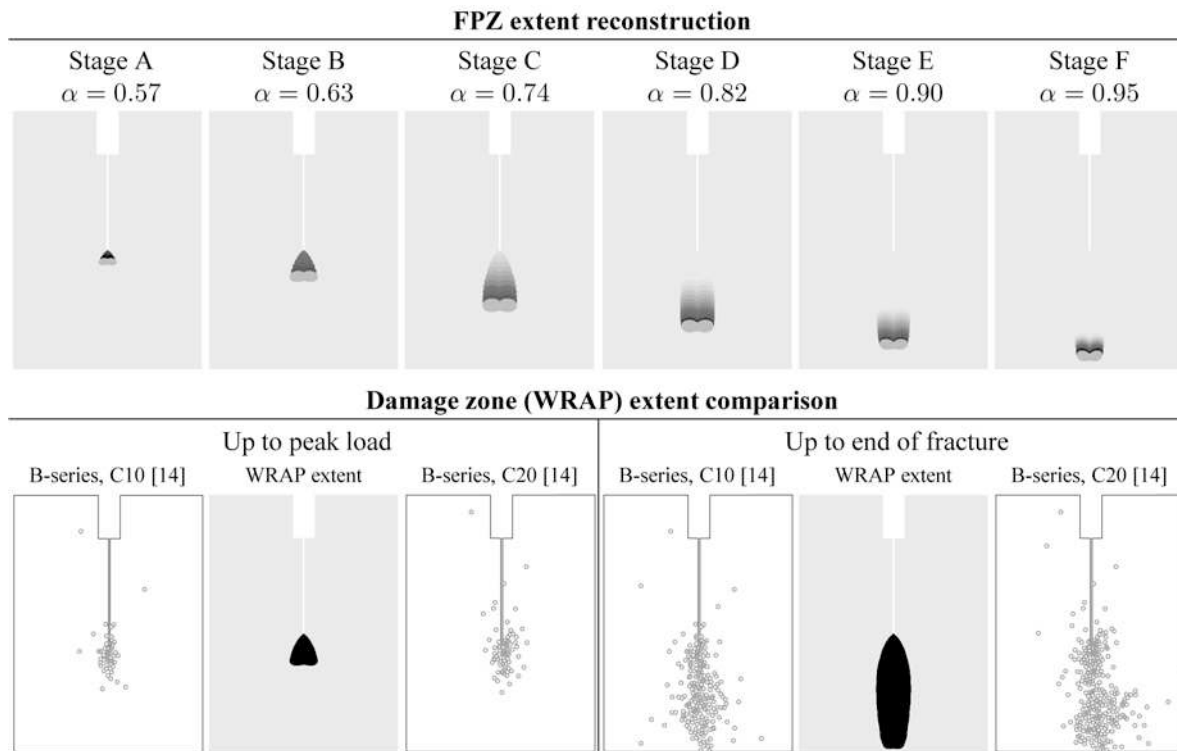 FPZ extent reconstruction
Stage A Stage B Stage C Stage D Stage E Stage F
α = 0.57 α = 0.63 α = 0.74 α = 0.82 α = 0.90 α = 0.95
Damage zone (WRAP) extent comparison
Up to peak load Up to end of fracture
B-series, C10 [14] WRAP extent B-series, C20 [14] B-series, C10 [14] WRAP extent B-series, C20 [14]